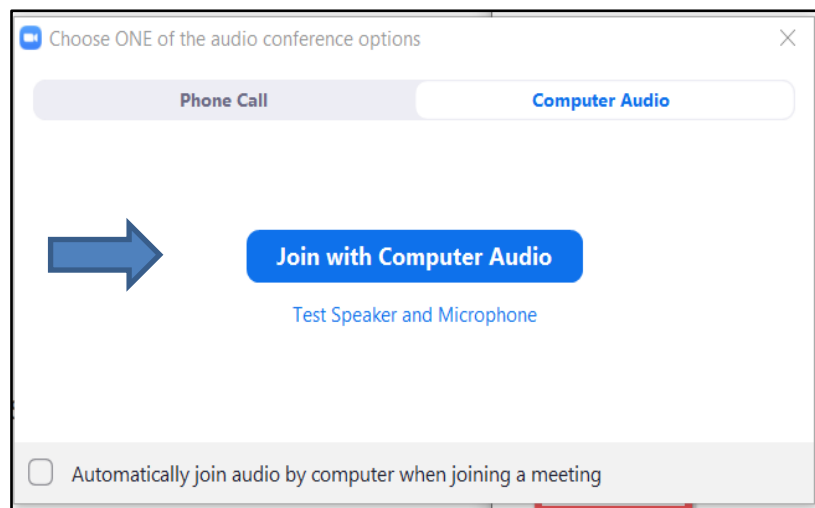 Choose ONE of the audio conference options
Phone Call
Computer Audio
Join with Computer Audio
Test Speaker and Microphone
Automatically join audio by computer when joining a meeting